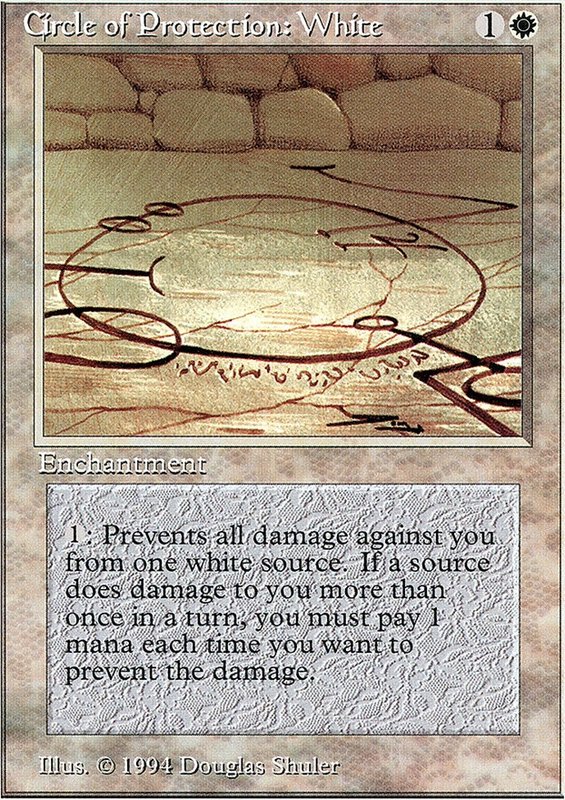 Circle of Protection: White 1
Enchantment
1: Prevents all damage against you
from one white source. If a source
does damage to you more than
once in a turn, you must pay 1
mana each time you want to
prevent the damage.
Illus. © 1994 Douglas Shuler